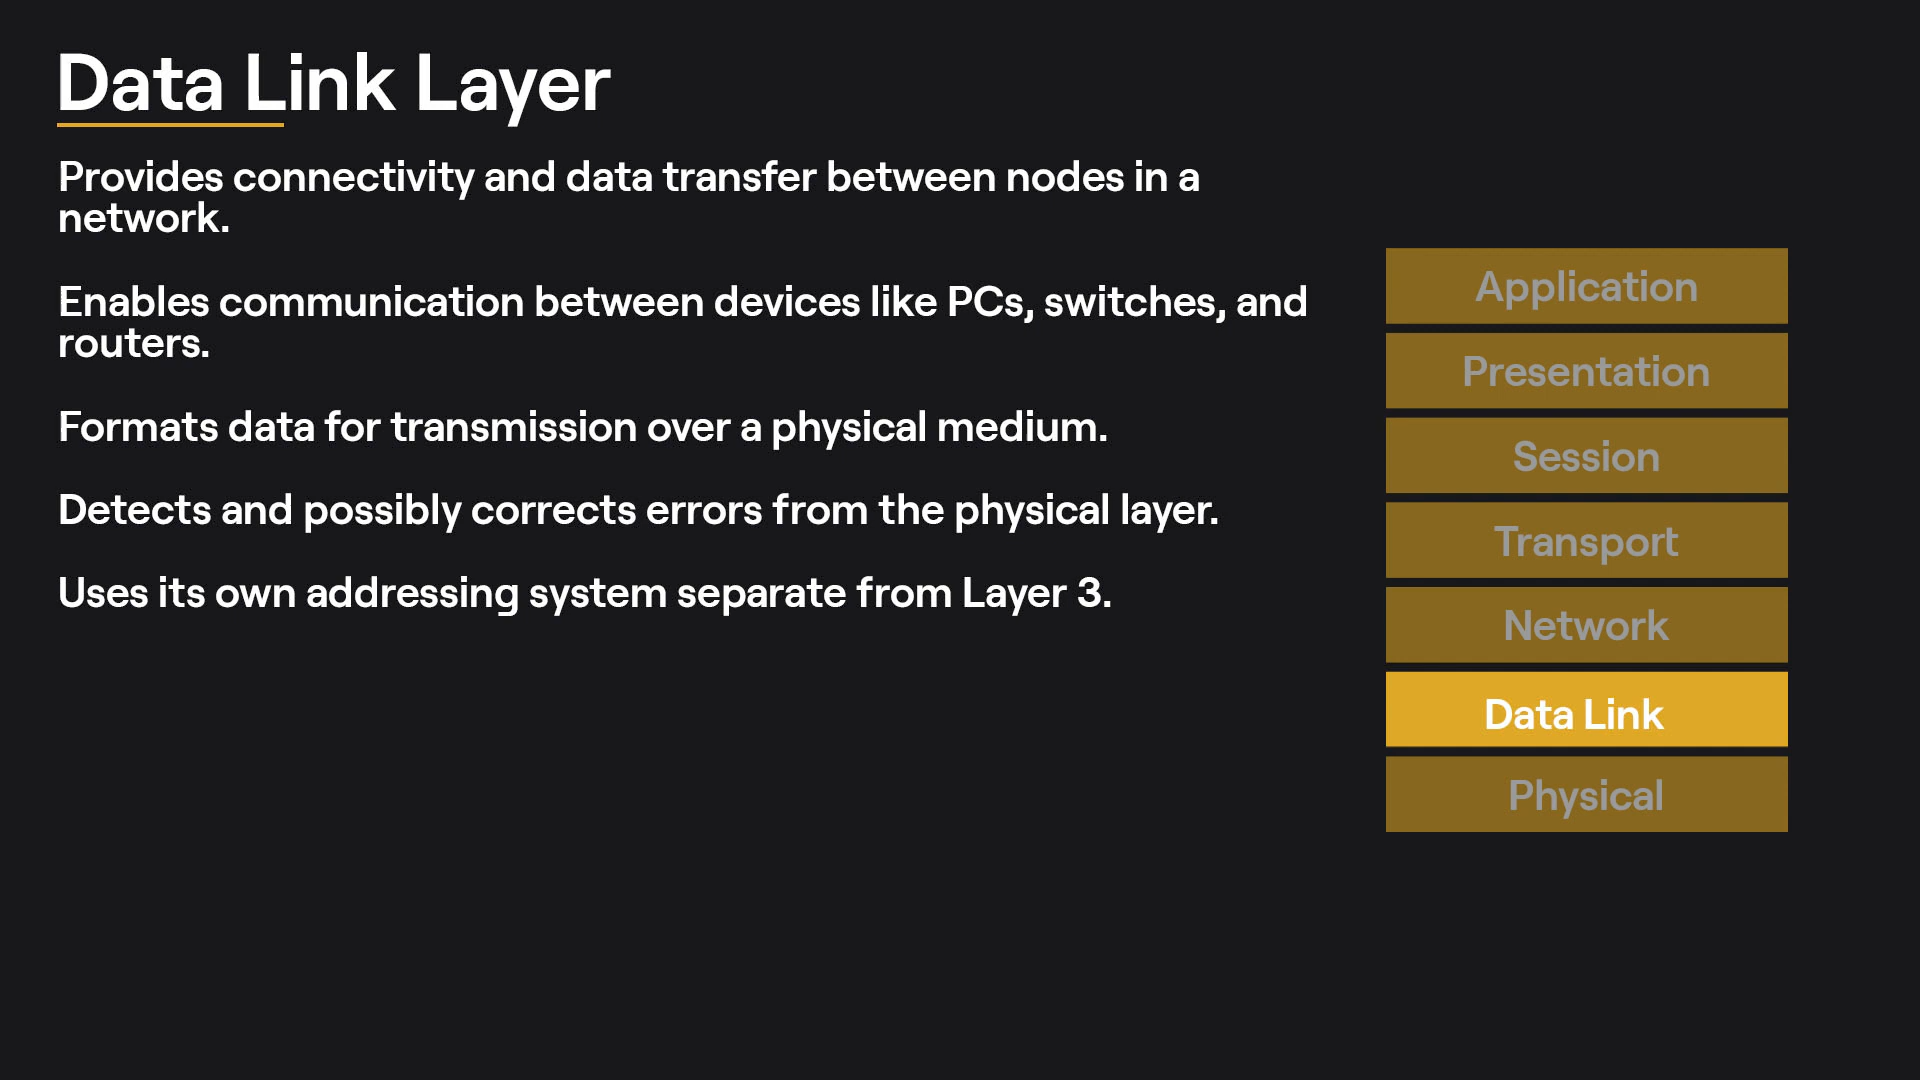 Data Link Layer
Provides connectivity and data transfer between nodes in a
network.
Enables communication between devices like PCs, switches, and
routers.
Formats data for transmission over a physical medium.
Detects and possibly corrects errors from the physical layer.
Uses its own addressing system separate from Layer 3.
Application
Presentation
Session
Transport
Network
Data Link
Physical